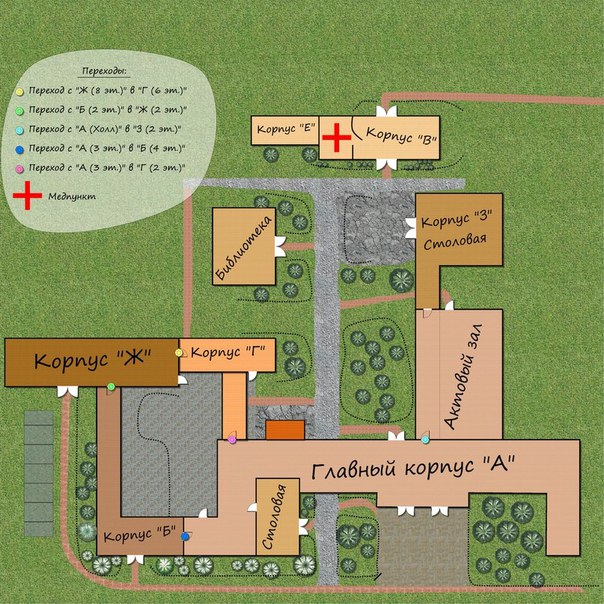 Переходы:
Переход с "Ж (8 эт.)" в "Г (6 эт.)"
Переход с "Б (2 эт.)" в "Ж (2 эт.)"
Переход с "А (Холл)" в "З (2 эт.)"
Переход с "А (3 эт.)" в "Б (4 эт.)"
Переход с "А (3 эт.)" в "Г (2 эт.)"
Медпункт
Корпус "Е"
Корпус "В"
Библиотека
Корпус "З"
Столовая
Корпус "Ж"
Корпус "Г"
Актовый зал
Главный корпус "А"
Столовая
Корпус "Б"